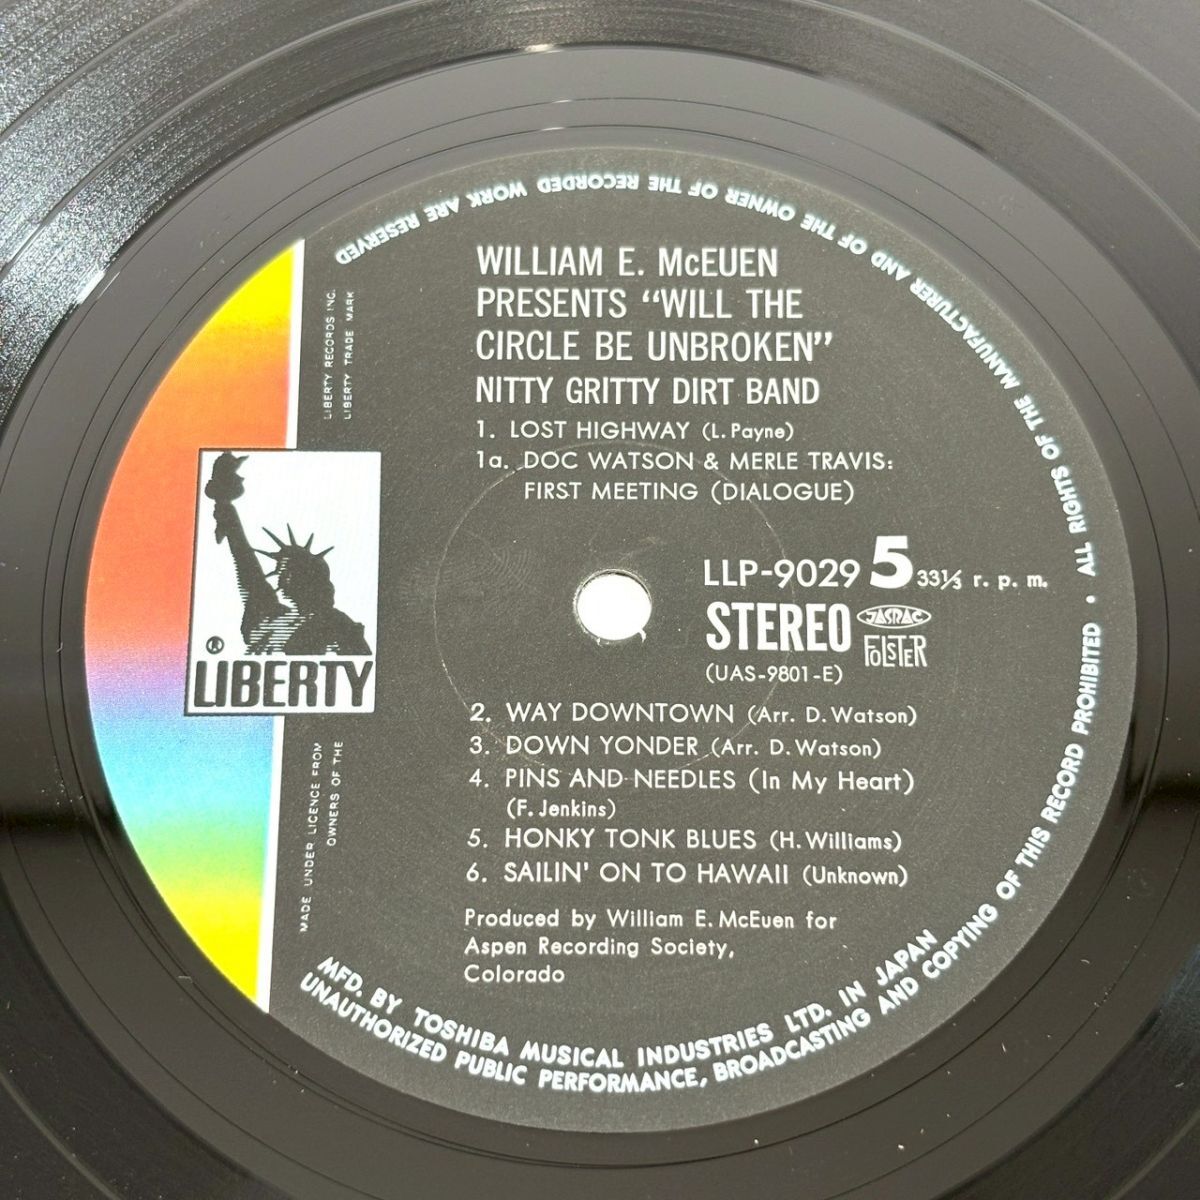 WILLIAM E. McEUEN
PRESENTS “WILL THE
CIRCLE BE UNBROKEN”
NITTY GRITTY DIRT BAND
1. LOST HIGHWAY (L. Payne)
1a. DOC WATSON & MERLE TRAVIS:
FIRST MEETING (DIALOGUE)
LLP-9029 5 33⅓ r. p. m.
STEREO JASRAC
FOLSTER
(UAS-9801-E)
2. WAY DOWNTOWN (Arr. D. Watson)
3. DOWN YONDER (Arr. D. Watson)
4. PINS AND NEEDLES (In My Heart)
(F. Jenkins)
5. HONKY TONK BLUES (H. Williams)
6. SAILIN' ON TO HAWAII (Unknown)
Produced by William E. McEuen for
Aspen Recording Society,
Colorado
LIBERTY RECORDS INC.
LIBERTY TRADE MARK
®
LIBERTY
MADE UNDER LICENCE FROM
OWNERS OF THE
MFD. BY TOSHIBA MUSICAL INDUSTRIES LTD. IN JAPAN
UNAUTHORIZED PUBLIC PERFORMANCE, BROADCASTING AND COPYING OF THIS RECORD PROHIBITED • ALL RIGHTS OF THE MANUFACTURER AND OF THE OWNER OF THE RECORDED WORK ARE RESERVED